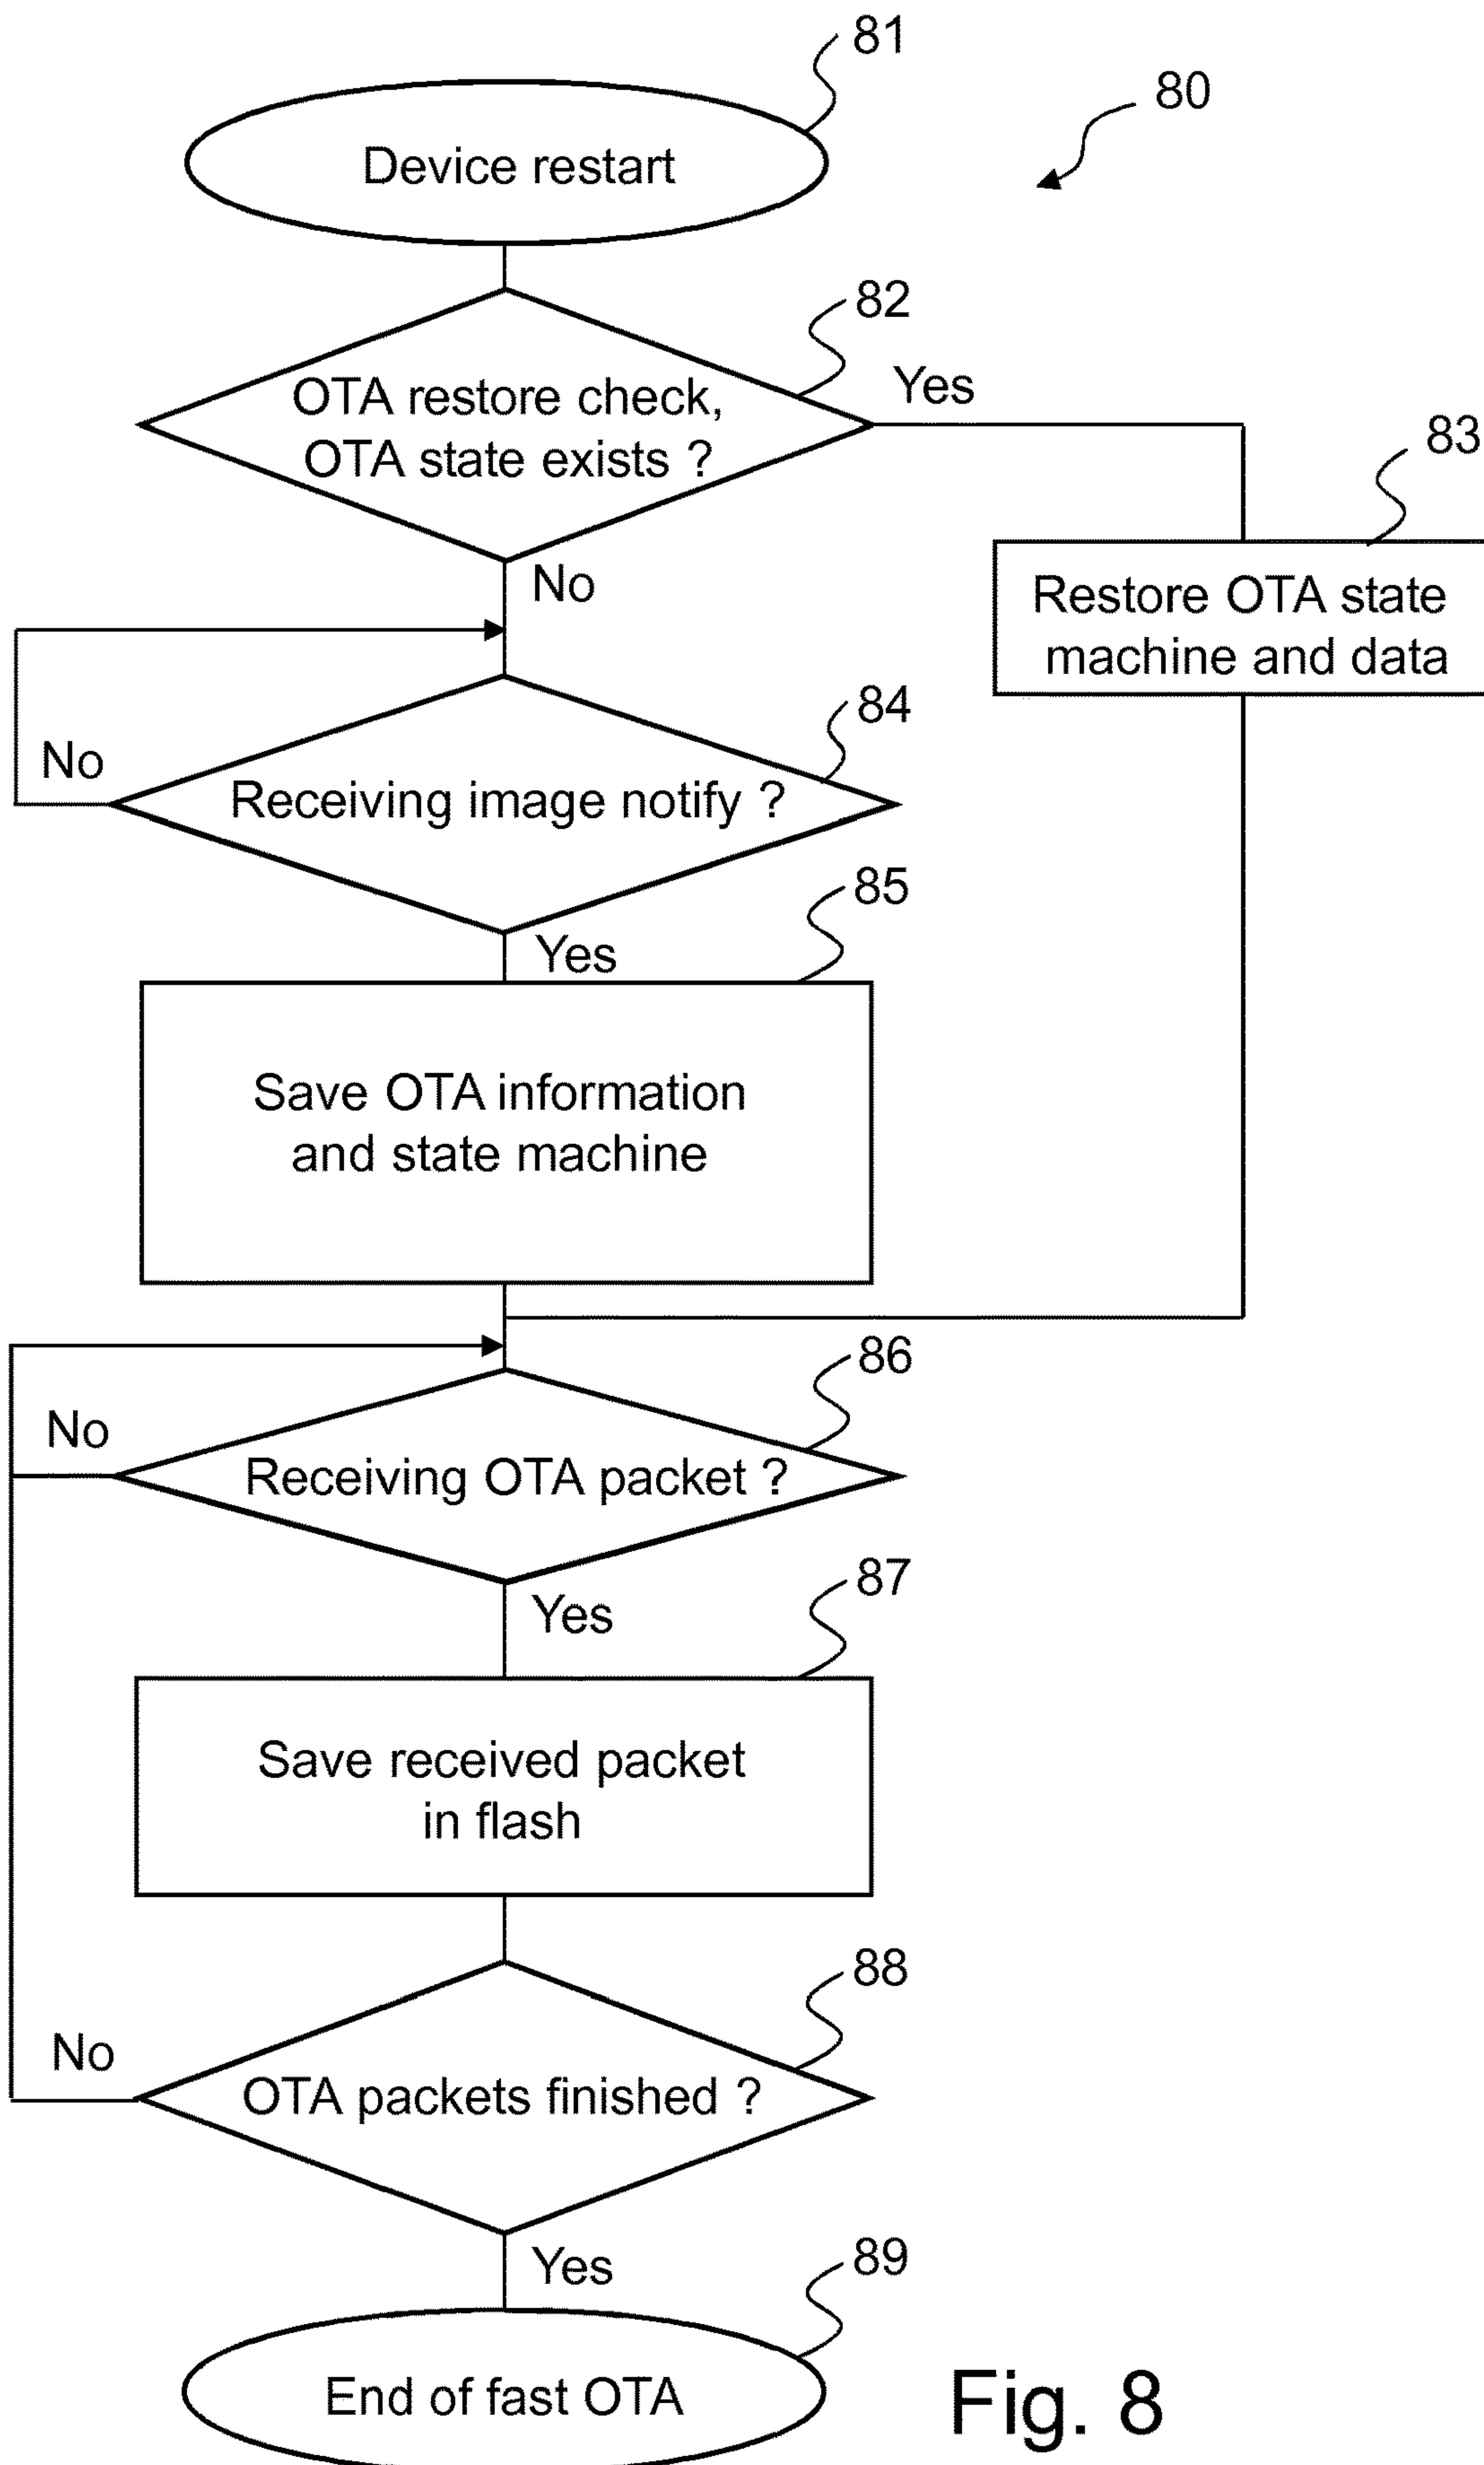 81
80
Device restart
82
OTA restore check,
OTA state exists ?
Yes
83
No
Restore OTA state
machine and data
84
No
Receiving image notify ?
85
Yes
Save OTA information
and state machine
86
No
Receiving OTA packet ?
87
Yes
Save received packet
in flash
88
No
OTA packets finished ?
Yes
89
End of fast OTA
Fig. 8